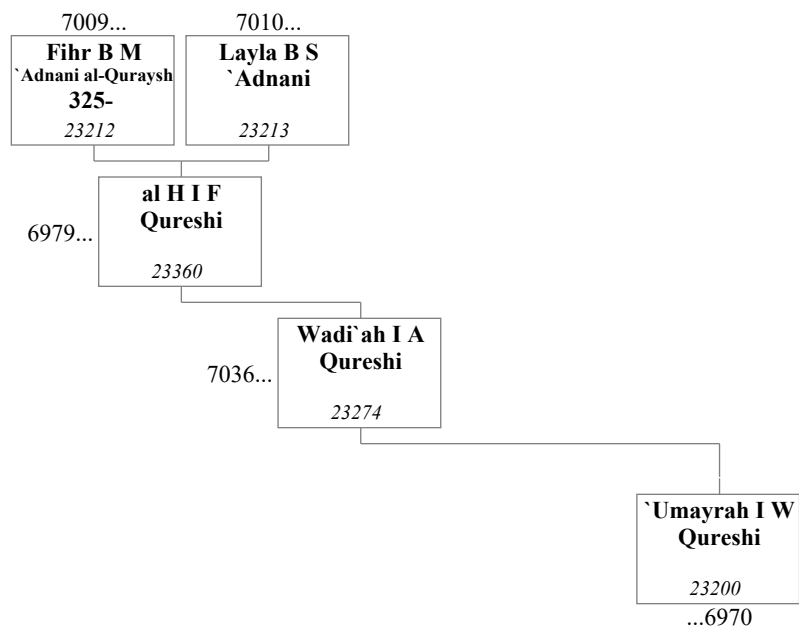 7009...
Fihr B M
`Adnani al-Quraysh
325-
23212
7010...
Layla B S
`Adnani
23213
6979...
al H I F
Qureshi
23360
7036...
Wadi`ah I A
Qureshi
23274
`Umayrah I W
Qureshi
23200
...6970